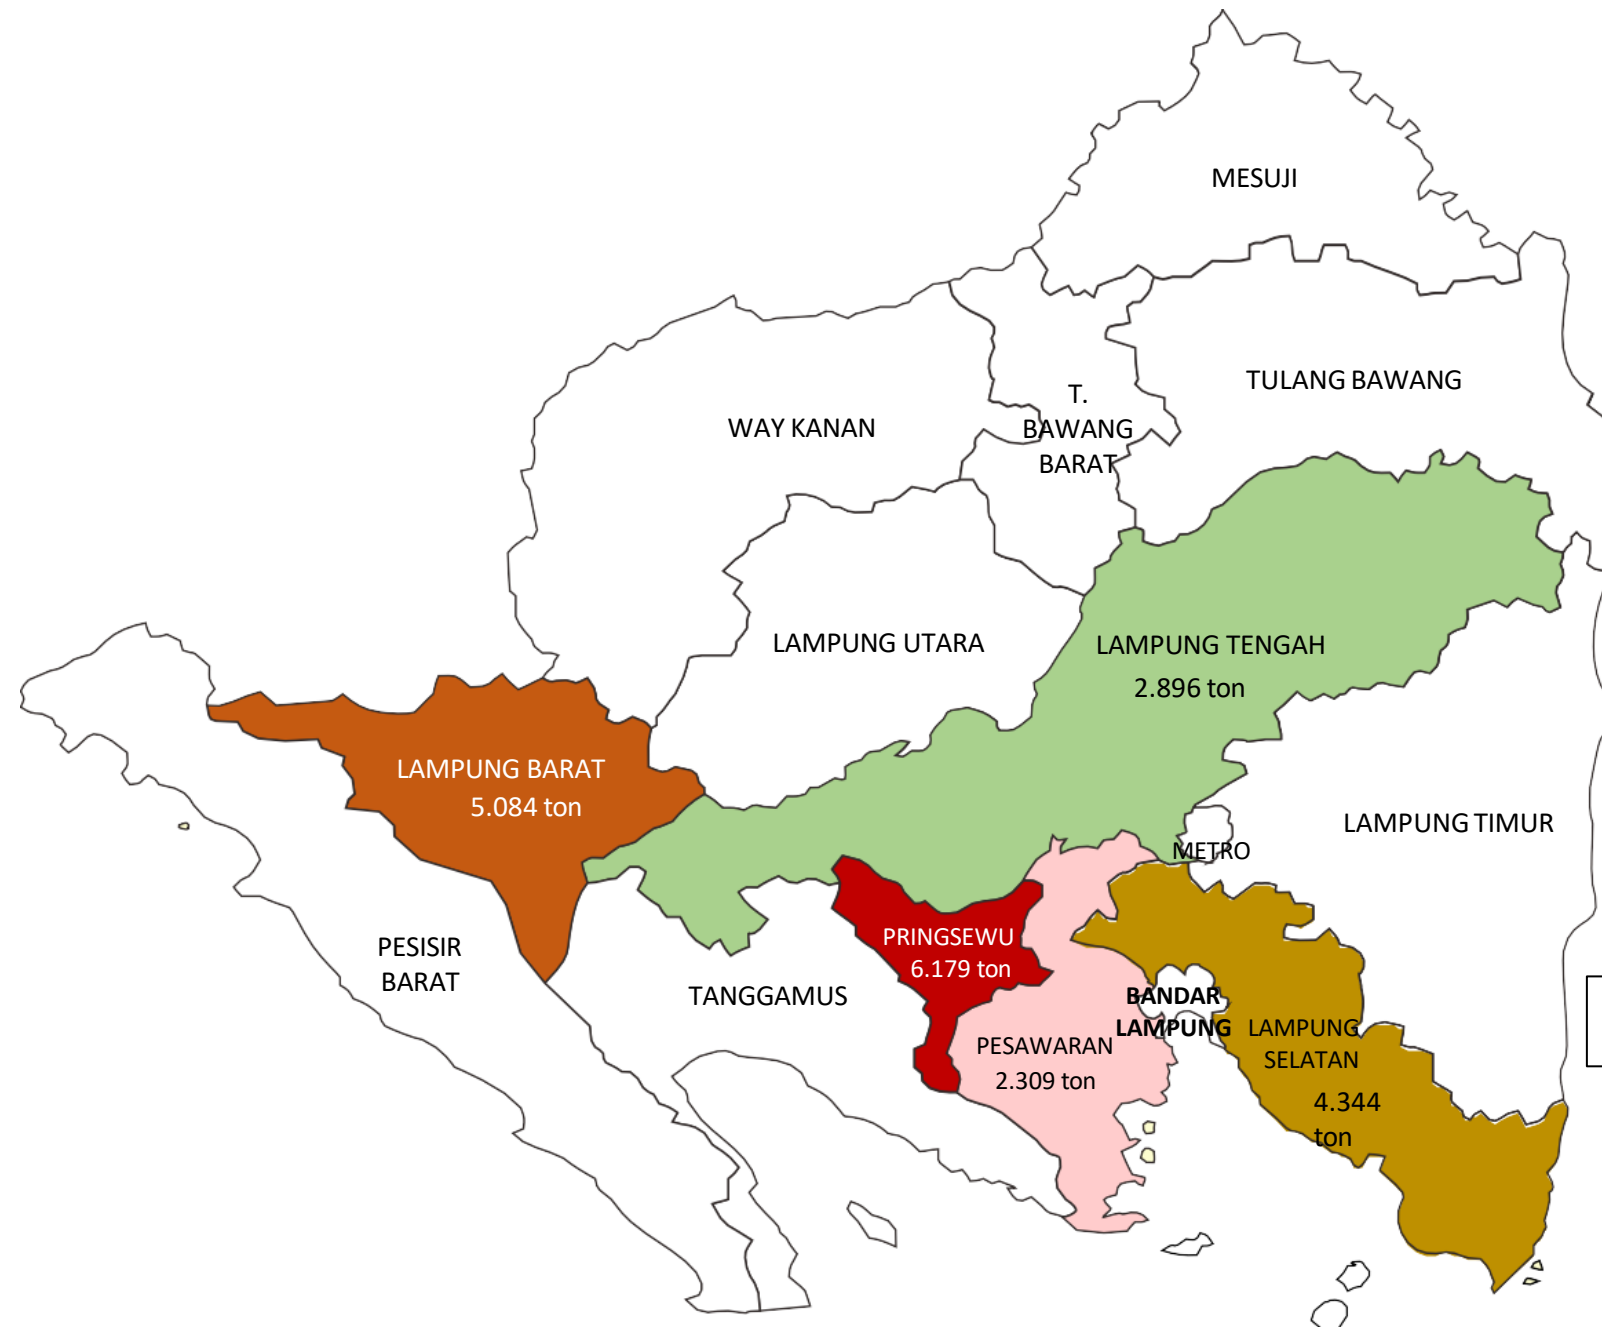 MESUJI
TULANG BAWANG
T.
BAWANG
BARAT
WAY KANAN
LAMPUNG UTARA
LAMPUNG TENGAH
2.896 ton
LAMPUNG BARAT
5.084 ton
LAMPUNG TIMUR
METRO
PRINGSEWU
6.179 ton
PESISIR
BARAT
TANGGAMUS
BANDAR
LAMPUNG
LAMPUNG
SELATAN
4.344
ton
PESAWARAN
2.309 ton